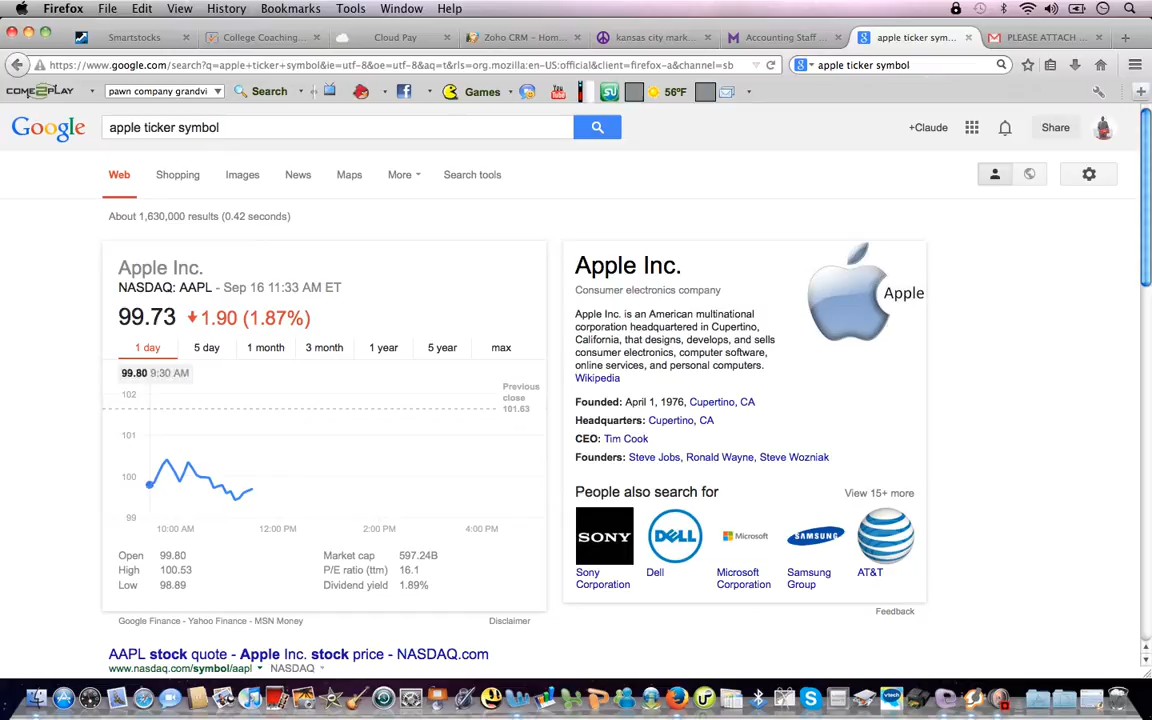 Firefox File Edit View History Bookmarks Tools Window Help
Smartstocks College Coaching... Cloud Pay Zoho CRM - Hom... kansas city mark... Accounting Staff ... apple ticker sym... PLEASE ATTACH ...
https://www.google.com/search?q=apple+ticker+symbol&ie=utf-8&oe=utf-8&aq=t&rls=org.mozilla:en-US:official&client=firefox-a&channel=sb apple ticker symbol
COME2PLAY pawn company grandvi Search Games You Tube 56°F
Google apple ticker symbol +Claude Share
Web Shopping Images News Maps More Search tools
About 1,630,000 results (0.42 seconds)
Apple Inc.
NASDAQ: AAPL - Sep 16 11:33 AM ET
99.73 1.90 (1.87%)
1 day 5 day 1 month 3 month 1 year 5 year max
99.80 9:30 AM
102
Previous
close
101.63
101
100
99
10:00 AM 12:00 PM 2:00 PM 4:00 PM
Open 99.80 Market cap 597.24B
High 100.53 P/E ratio (ttm) 16.1
Low 98.89 Dividend yield 1.89%
Google Finance - Yahoo Finance - MSN Money Disclaimer
Apple Inc.
Consumer electronics company
Apple
Apple Inc. is an American multinational
corporation headquartered in Cupertino,
California, that designs, develops, and sells
consumer electronics, computer software,
online services, and personal computers.
Wikipedia
Founded: April 1, 1976, Cupertino, CA
Headquarters: Cupertino, CA
CEO: Tim Cook
Founders: Steve Jobs, Ronald Wayne, Steve Wozniak
People also search for View 15+ more
SONY DELL Microsoft SAMSUNG
Sony Dell Microsoft Samsung AT&T
Corporation Corporation Group
Feedback
AAPL stock quote - Apple Inc. stock price - NASDAQ.com
www.nasdaq.com/symbol/aapl NASDAQ